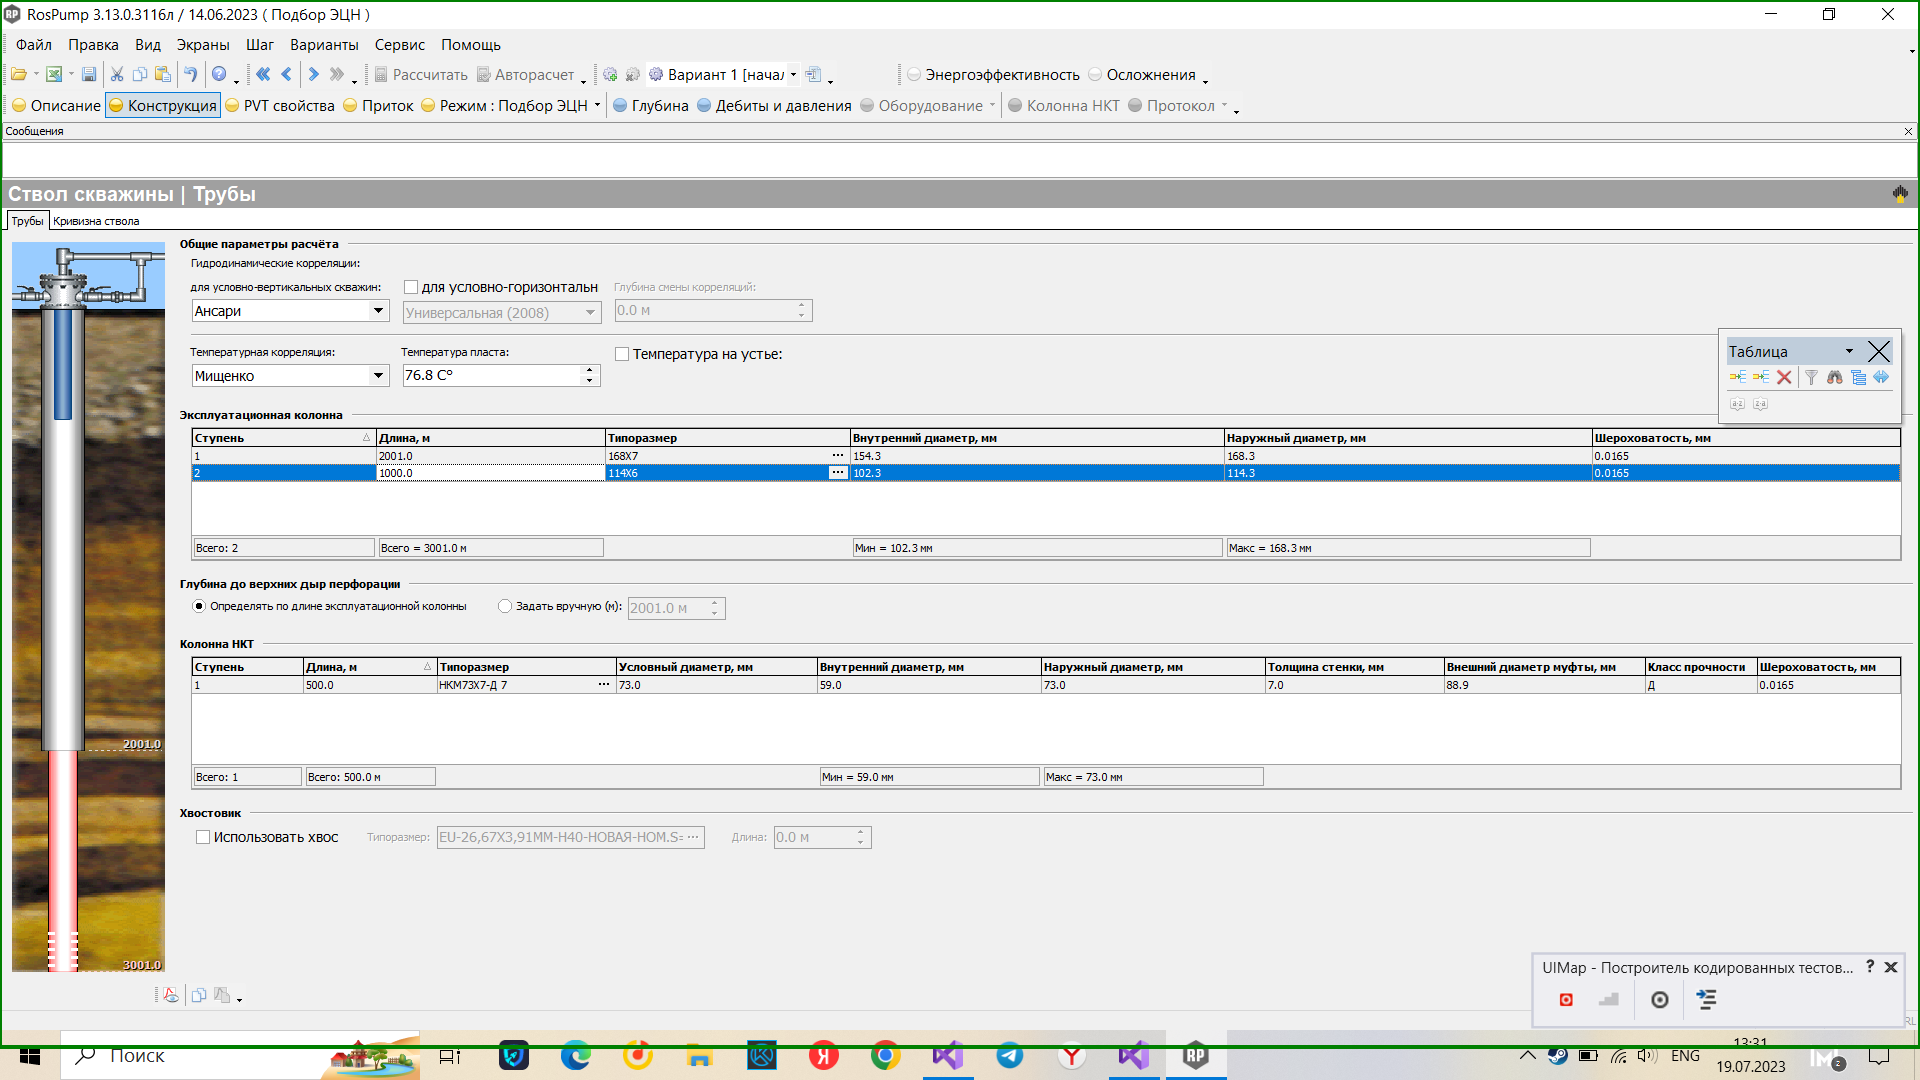 RosPump 3.13.0.3116л / 14.06.2023 ( Подбор ЭЦН )
Файл Правка Вид Экраны Шаг Варианты Сервис Помощь
Рассчитать Авторасчет Вариант 1 [начал Энергоэффективность Осложнения
Описание Конструкция PVT свойства Приток Режим : Подбор ЭЦН Глубина Дебиты и давления Оборудование Колонна НКТ Протокол
Сообщения
Ствол скважины | Трубы
Трубы Кривизна ствола
Общие параметры расчёта
Гидродинамические корреляции:
для условно-вертикальных скважин: для условно-горизонтальн Глубина смены корреляций:
Ансари Универсальная (2008) 0.0 м
Температурная корреляция: Температура пласта: Температура на устье:
Мищенко 76.8 C°
Таблица
a-z z-a
Эксплуатационная колонна
Ступень Длина, м Типоразмер Внутренний диаметр, мм Наружный диаметр, мм Шероховатость, мм
1 2001.0 168X7 ... 154.3 168.3 0.0165
2 1000.0 114X6 ... 102.3 114.3 0.0165
Всего: 2 Всего = 3001.0 м Мин = 102.3 мм Макс = 168.3 мм
Глубина до верхних дыр перфорации
Определять по длине эксплуатационной колонны Задать вручную (м): 2001.0 м
Колонна НКТ
Ступень Длина, м Типоразмер Условный диаметр, мм Внутренний диаметр, мм Наружный диаметр, мм Толщина стенки, мм Внешний диаметр муфты, мм Класс прочности Шероховатость, мм
1 500.0 НКМ73X7-Д 7 ... 73.0 59.0 73.0 7.0 88.9 Д 0.0165
2001.0
Всего: 1 Всего: 500.0 м Мин = 59.0 мм Макс = 73.0 мм
Хвостовик
Использовать хвос Типоразмер: EU-26,67X3,91MM-H40-НОВАЯ-НОМ.S= ... Длина: 0.0 м
3001.0
UIMap - Построитель кодированных тестов...
Поиск
RP
ENG
13:31
19.07.2023
2